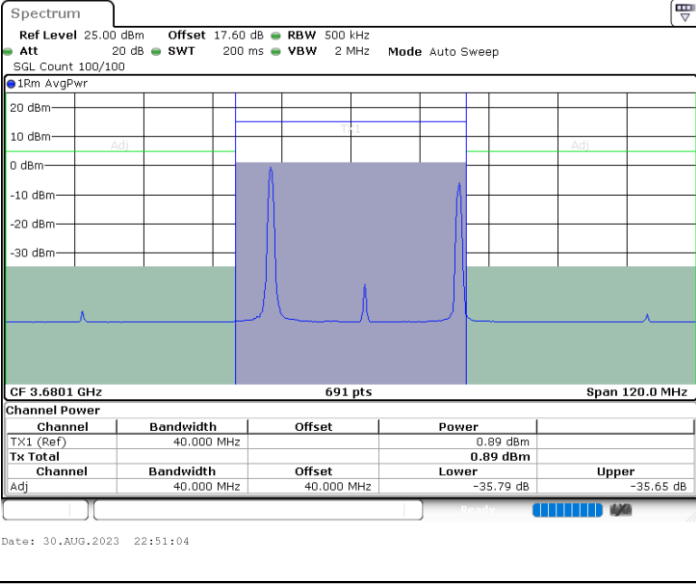 Spectrum
Ref Level 25.00 dBm Offset 17.60 dB RBW 500 kHz
Att 20 dB SWT 200 ms VBW 2 MHz Mode Auto Sweep
SGL Count 100/100
1Rm AvgPwr
20 dBm
TX1
10 dBm
Adj Adj
0 dBm
-10 dBm
-20 dBm
-30 dBm
CF 3.6801 GHz 691 pts Span 120.0 MHz
Channel Power
Channel Bandwidth Offset Power
TX1 (Ref) 40.000 MHz 0.89 dBm
Tx Total 0.89 dBm
Channel Bandwidth Offset Lower Upper
Adj 40.000 MHz 40.000 MHz -35.79 dB -35.65 dB
Ready
Date: 30.AUG.2023 22:51:04